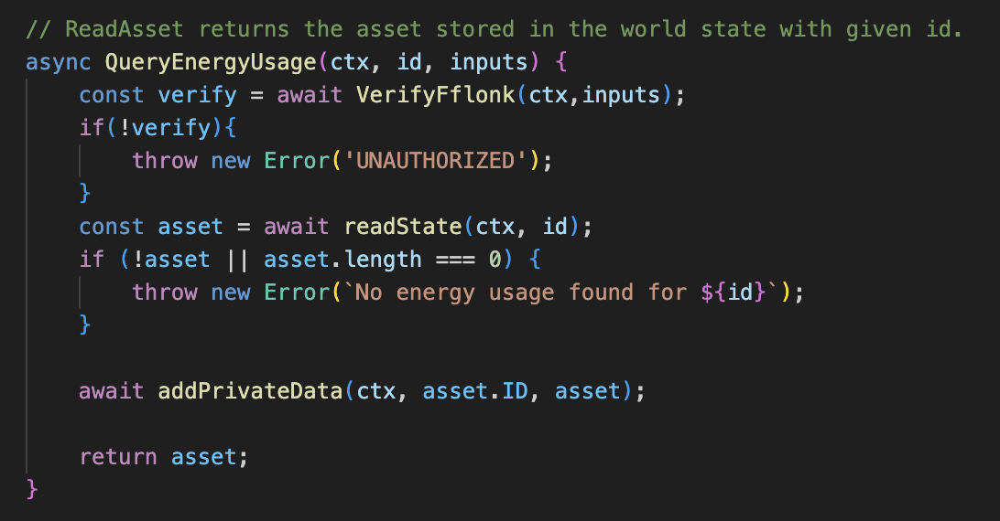 // ReadAsset returns the asset stored in the world state with given id.
async QueryEnergyUsage(ctx, id, inputs) {
    const verify = await VerifyFflonk(ctx,inputs);
    if(!verify){
        throw new Error('UNAUTHORIZED');
    }
    const asset = await readState(ctx, id);
    if (!asset || asset.length === 0) {
        throw new Error(`No energy usage found for ${id}`);
    }
    await addPrivateData(ctx, asset.ID, asset);
    return asset;
}